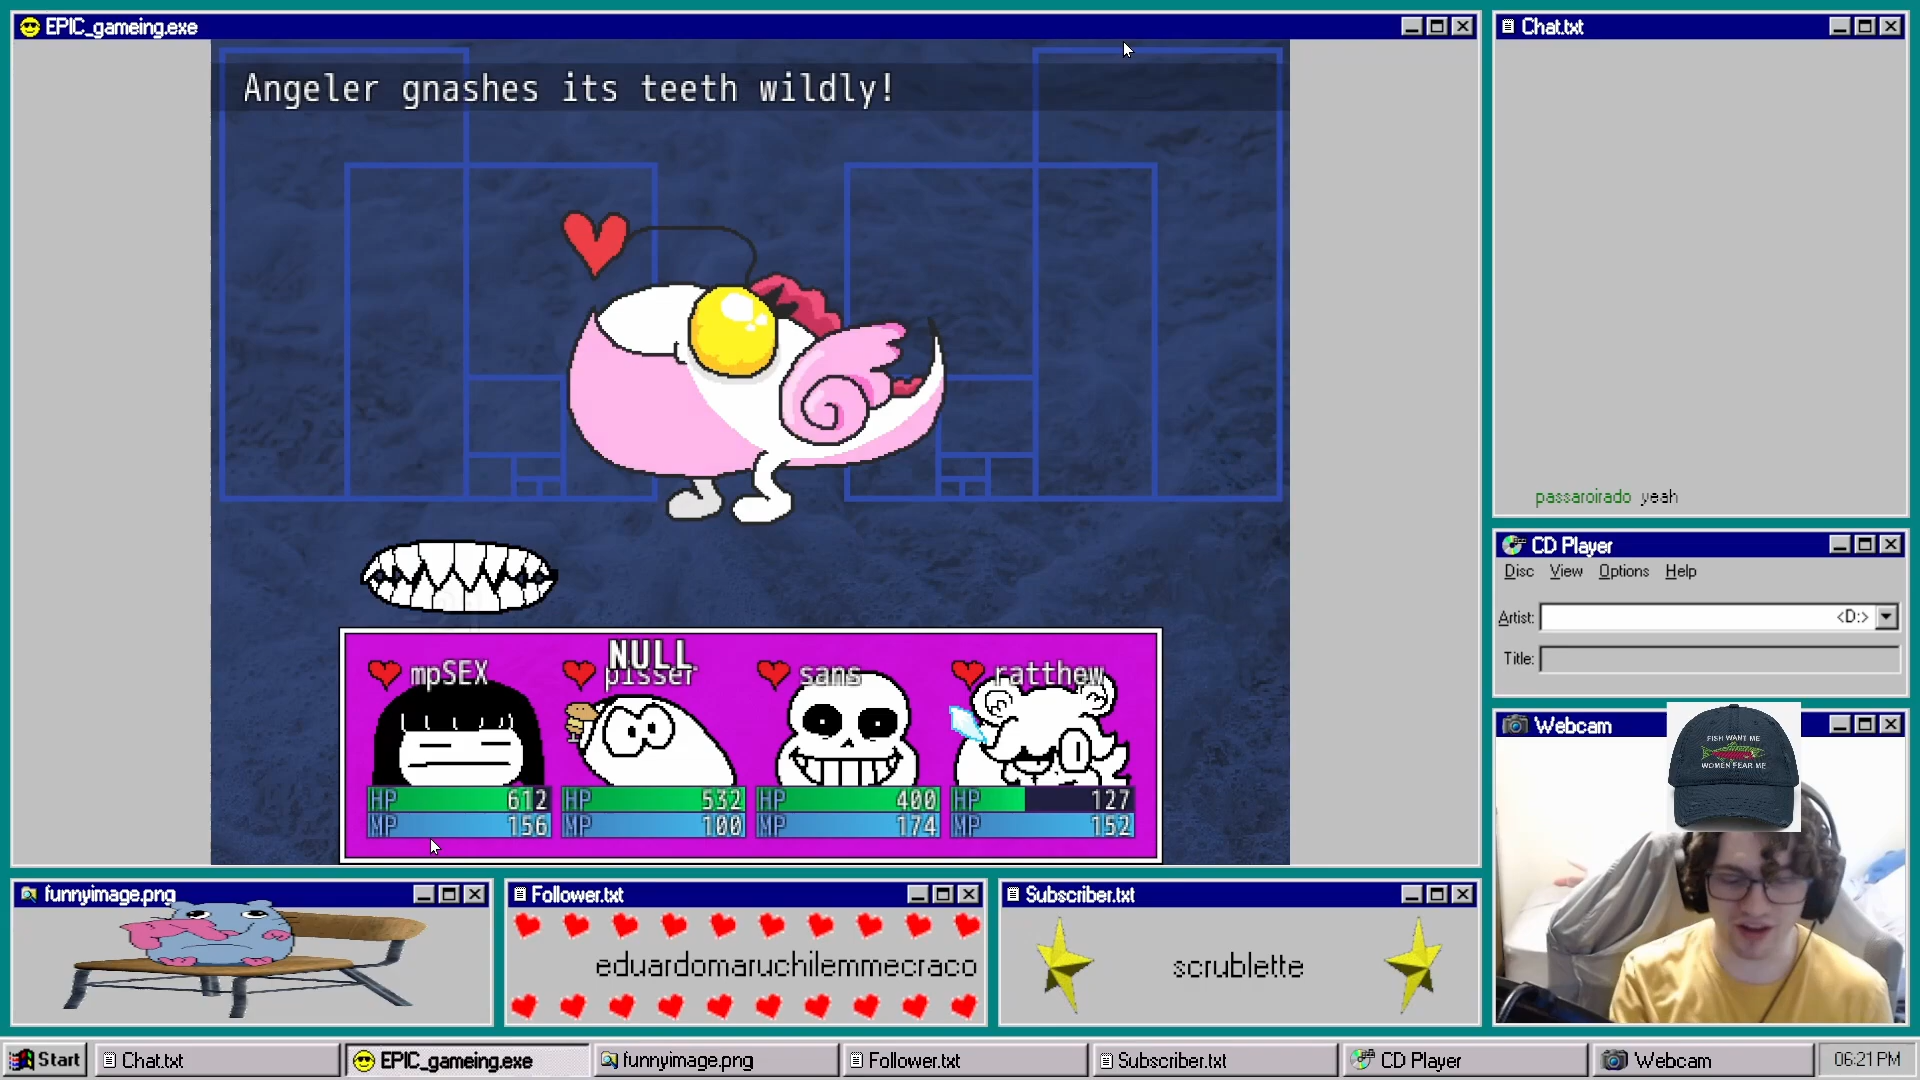 EPIC_gameing.exe
Angeler gnashes its teeth wildly!
mpSEX
NULL
pisser
sans
ratthew
HP 612
HP 532
HP 400
HP 127
MP 156
MP 100
MP 174
MP 152
Chat.txt
passaroirado yeah
CD Player
Disc View Options Help
Artist: <D:>
Title:
Webcam
FISH WANT ME
WOMEN FEAR ME
funnyimage.png
Follower.txt
eduardomaruchilemmecraco
Subscriber.txt
scrublette
Start
Chat.txt
EPIC_gameing.exe
funnyimage.png
Follower.txt
Subscriber.txt
CD Player
Webcam
06:21 PM